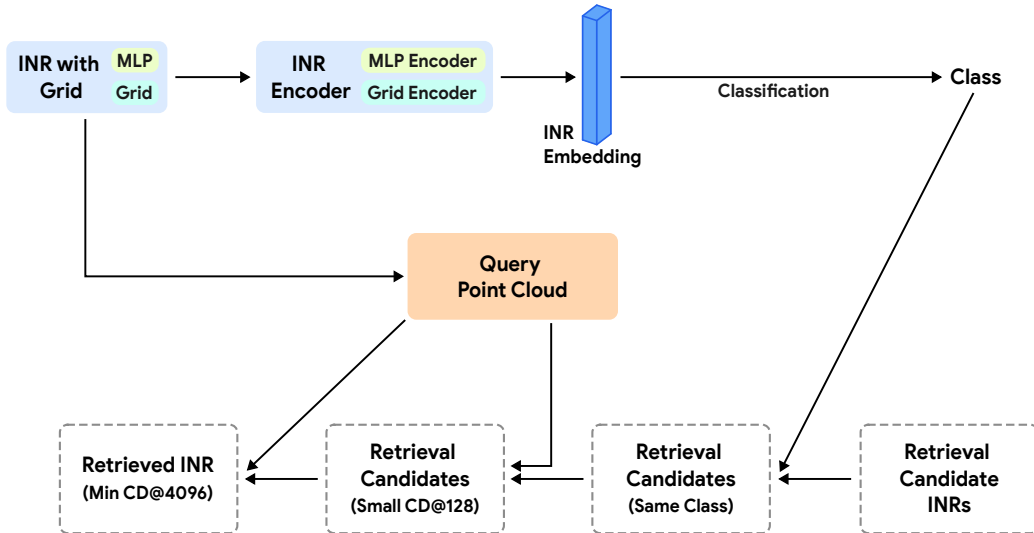 INR with
Grid
MLP
Grid
INR
Encoder
MLP Encoder
Grid Encoder
INR
Embedding
Classification
Class
Query
Point Cloud
Retrieved INR
(Min CD@4096)
Retrieval
Candidates
(Small CD@128)
Retrieval
Candidates
(Same Class)
Retrieval
Candidate
INRs